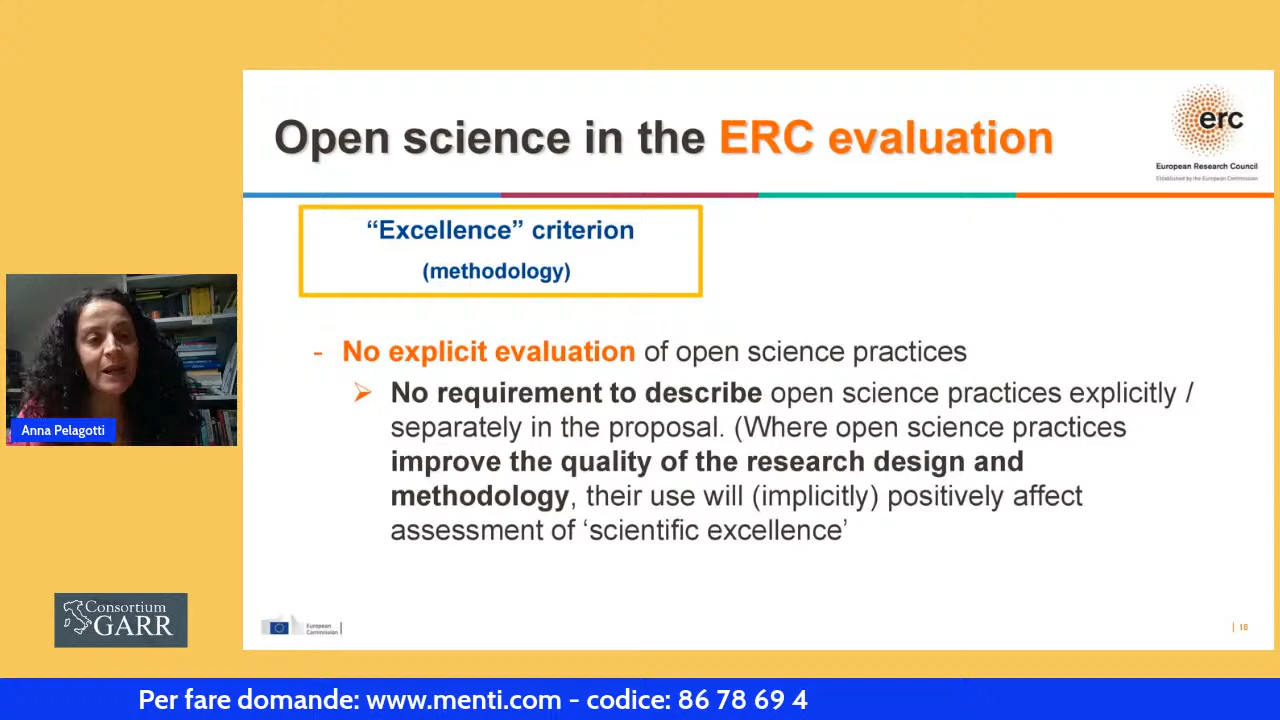 Open science in the ERC evaluation
erc
European Research Council
Established by the European Commission
“Excellence” criterion
(methodology)
- No explicit evaluation of open science practices
No requirement to describe open science practices explicitly /
separately in the proposal. (Where open science practices
improve the quality of the research design and
methodology, their use will (implicitly) positively affect
assessment of ‘scientific excellence’
Anna Pelagotti
Consortium
GARR
European
Commission
| 18
Per fare domande: www.menti.com - codice: 86 78 69 4